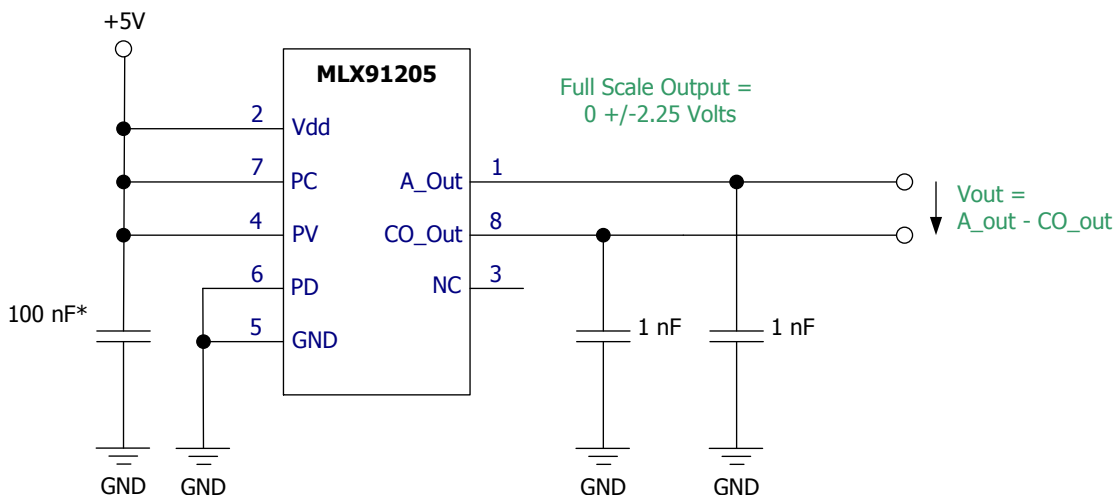 +5V
MLX91205
Full Scale Output =
0 +/-2.25 Volts
2
Vdd
7
PC
A_Out
1
4
PV
CO_Out
8
Vout =
A_out - CO_out
6
PD
NC
3
100 nF*
5
GND
1 nF
1 nF
GND
GND
GND
GND